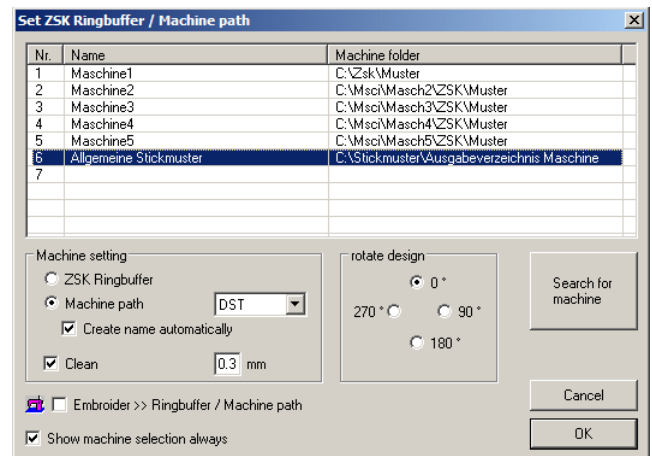 Set ZSK Ringbuffer / Machine path
Nr. Name Machine folder
1 Maschine1 C:\Zsk\Muster
2 Maschine2 C:\Msci\Masch2\ZSK\Muster
3 Maschine3 C:\Msci\Masch3\ZSK\Muster
4 Maschine4 C:\Msci\Masch4\ZSK\Muster
5 Maschine5 C:\Msci\Masch5\ZSK\Muster
6 Allgemeine Stickmuster C:\Stickmuster\Ausgabeverzeichnis Maschine
7
Machine setting
ZSK Ringbuffer
Machine path DST
Create name automatically
Clean 0.3 mm
rotate design
0 °
270 ° 90 °
180 °
Search for
machine
Embroider >> Ringbuffer / Machine path
Show machine selection always
Cancel
OK